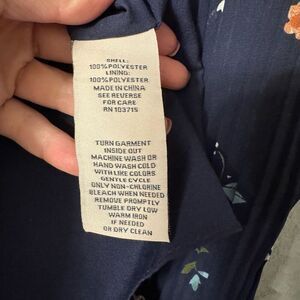 SHELL:
100% POLYESTER
LINING:
100% POLYESTER
MADE IN CHINA
SEE REVERSE
FOR CARE
RN 103715
TURN GARMENT
INSIDE OUT
MACHINE WASH OR
HAND WASH COLD
WITH LIKE COLORS
GENTLE CYCLE
ONLY NON-CHLORINE
BLEACH WHEN NEEDED
REMOVE PROMPTLY
TUMBLE DRY LOW
WARM IRON
IF NEEDED
OR DRY CLEAN